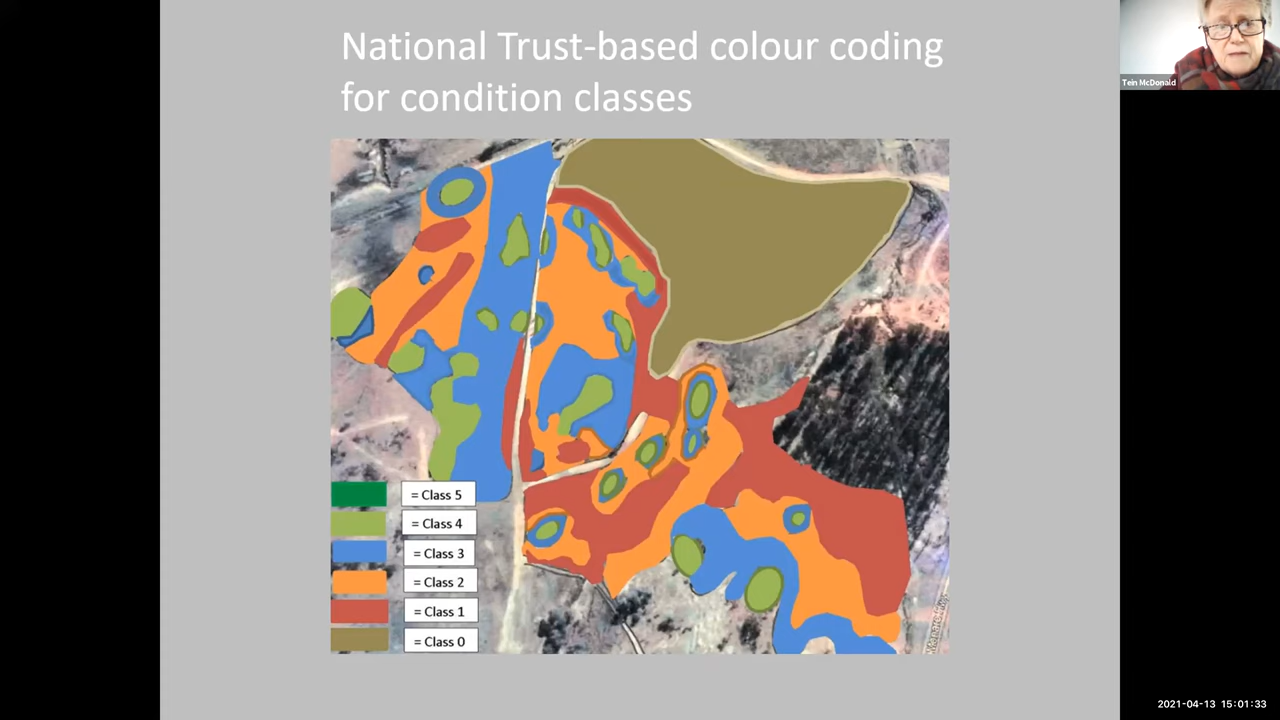 National Trust-based colour coding
for condition classes
Tein McDonald
= Class 5
= Class 4
= Class 3
= Class 2
= Class 1
= Class 0
2021-04-13 15:01:33